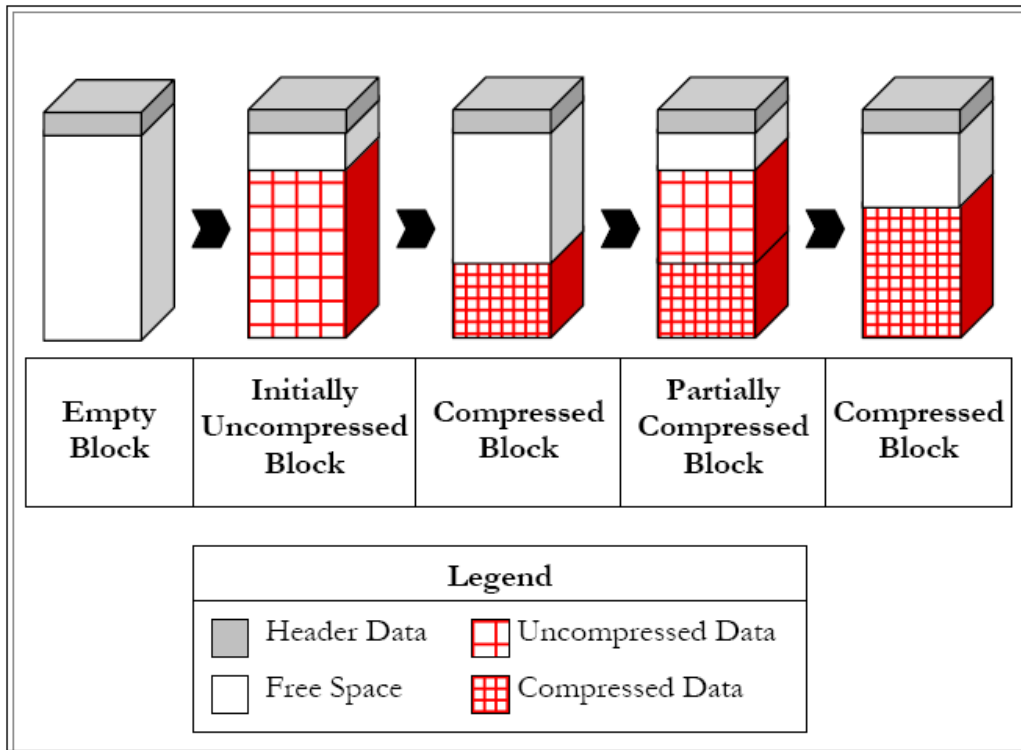 Empty
Block
Initially
Uncompressed
Block
Compressed
Block
Partially
Compressed
Block
Compressed
Block
Legend
Header Data
Uncompressed Data
Free Space
Compressed Data